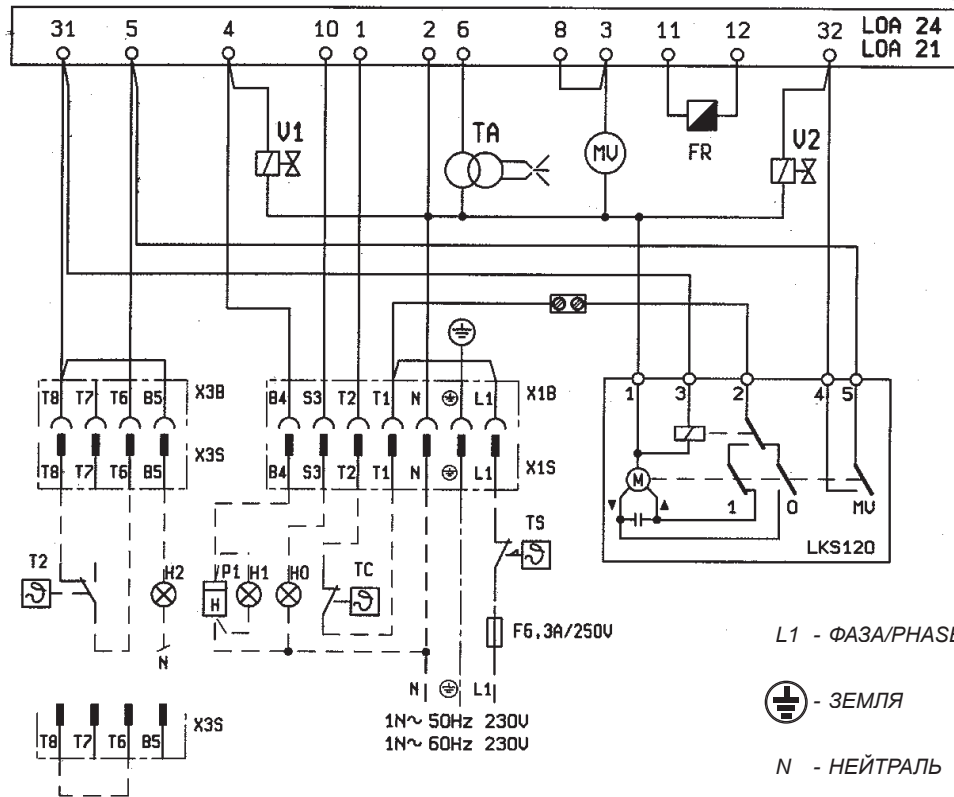 31 5 4 10 1 2 6 8 3 11 12 32 LOA 24
LOA 21
V1 TA MV FR V2
T8 T7 T6 B5 X3B
B4 S3 T2 T1 N L1 X1B
1 3 2 4 5
T8 T7 T6 B5 X3S
B4 S3 T2 T1 N L1 X1S
M 1 0 MV
LKS120
T2 H2 P1 H H1 H0 TC TS
ϑ ϑ ϑ
N
F6,3A/250V
N L1
1N~ 50Hz 230V
1N~ 60Hz 230V
T8 T7 T6 B5 X3S
L1 - ФАЗА/PHASE
- ЗЕМЛЯ
N - НЕЙТРАЛЬ